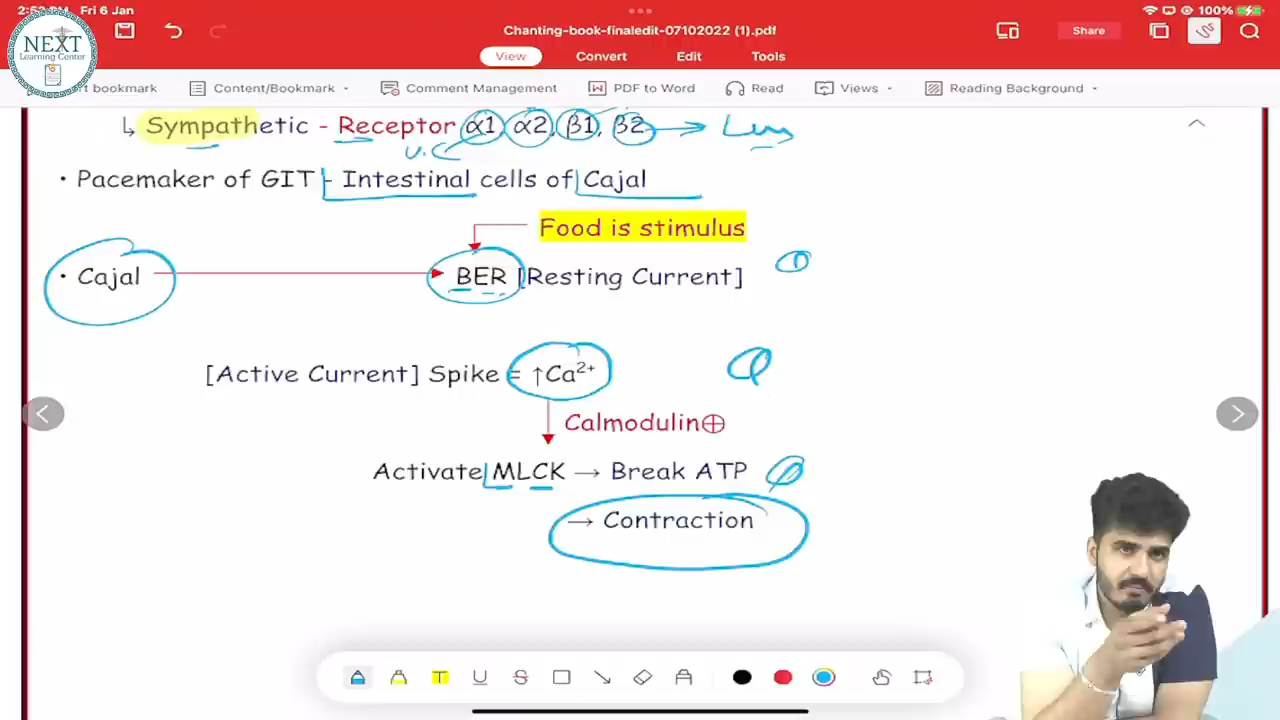 2:53 PM Fri 6 Jan
100%
NEXT
Learning Center
Chanting-book-finaledit-07102022 (1).pdf
Share
View Convert Edit Tools
bookmark Content/Bookmark Comment Management PDF to Word Read Views Reading Background
↳ Sympathetic - Receptor α1, α2, β1, β2 →
V.C
• Pacemaker of GIT - Intestinal cells of Cajal
Food is stimulus
• Cajal BER [Resting Current]
[Active Current] Spike = ↑Ca²⁺
Calmodulin⊕
Activate MLCK → Break ATP
→ Contraction
T U S